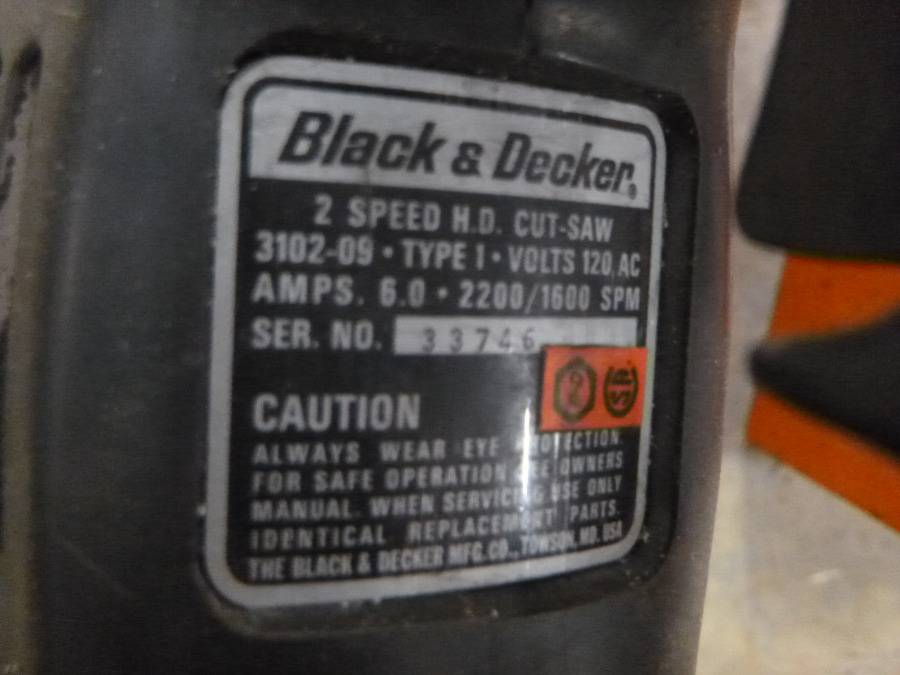 Black & Decker®
2 SPEED H.D. CUT-SAW
3102-09 • TYPE 1 • VOLTS 120 AC
AMPS. 6.0 • 2200/1600 SPM
SER. NO. 33746
CAUTION
ALWAYS WEAR EYE PROTECTION.
FOR SAFE OPERATION SEE OWNERS
MANUAL. WHEN SERVICING USE ONLY
IDENTICAL REPLACEMENT PARTS.
THE BLACK & DECKER MFG. CO., TOWSON, MD. USA